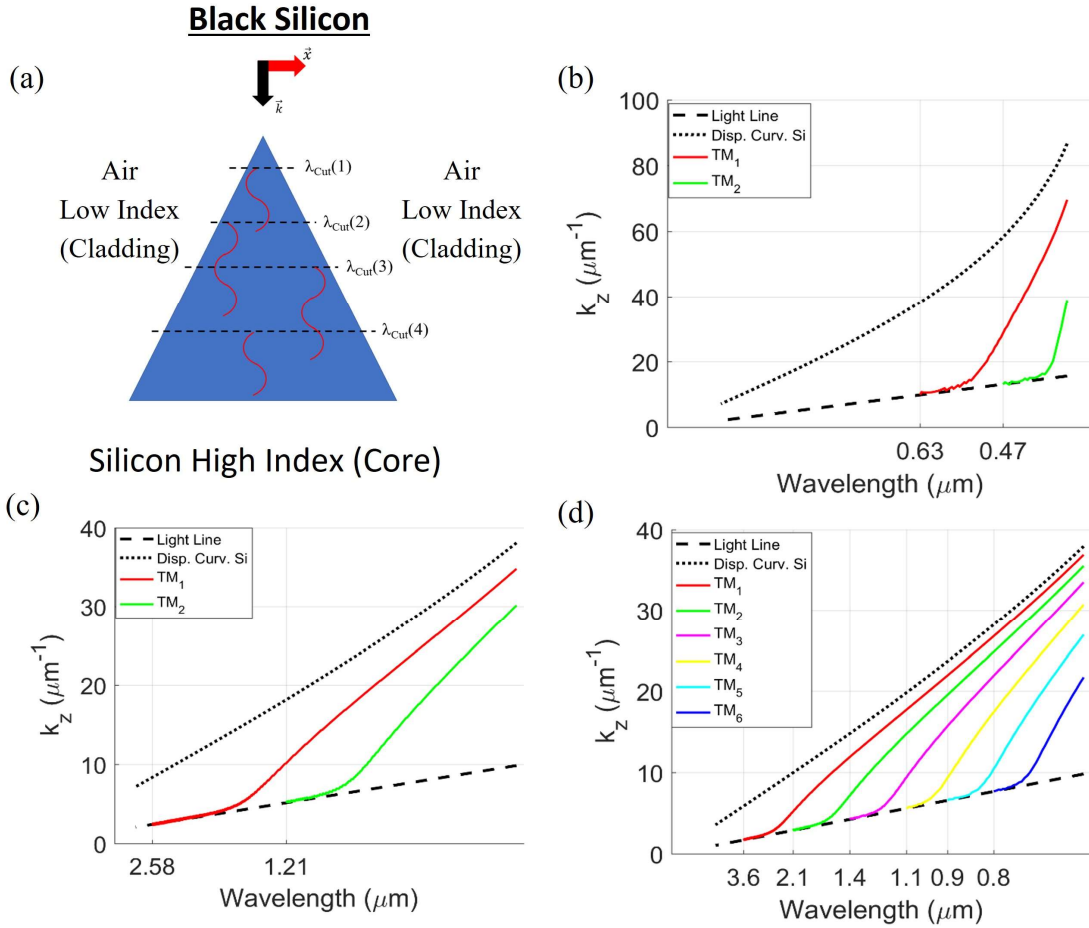 Black Silicon
(a)
x⃗
k⃗
Air
Low Index
(Cladding)
Air
Low Index
(Cladding)
λCut(1)
λCut(2)
λCut(3)
λCut(4)
Silicon High Index (Core)
(b)
Light Line
Disp. Curv. Si
TM1
TM2
100
80
60
40
20
0
kz (μm-1)
0.63 0.47
Wavelength (μm)
(c)
Light Line
Disp. Curv. Si
TM1
TM2
40
30
20
10
0
kz (μm-1)
2.58 1.21
Wavelength (μm)
(d)
Light Line
Disp. Curv. Si
TM1
TM2
TM3
TM4
TM5
TM6
40
30
20
10
0
kz (μm-1)
3.6 2.1 1.4 1.1 0.9 0.8
Wavelength (μm)